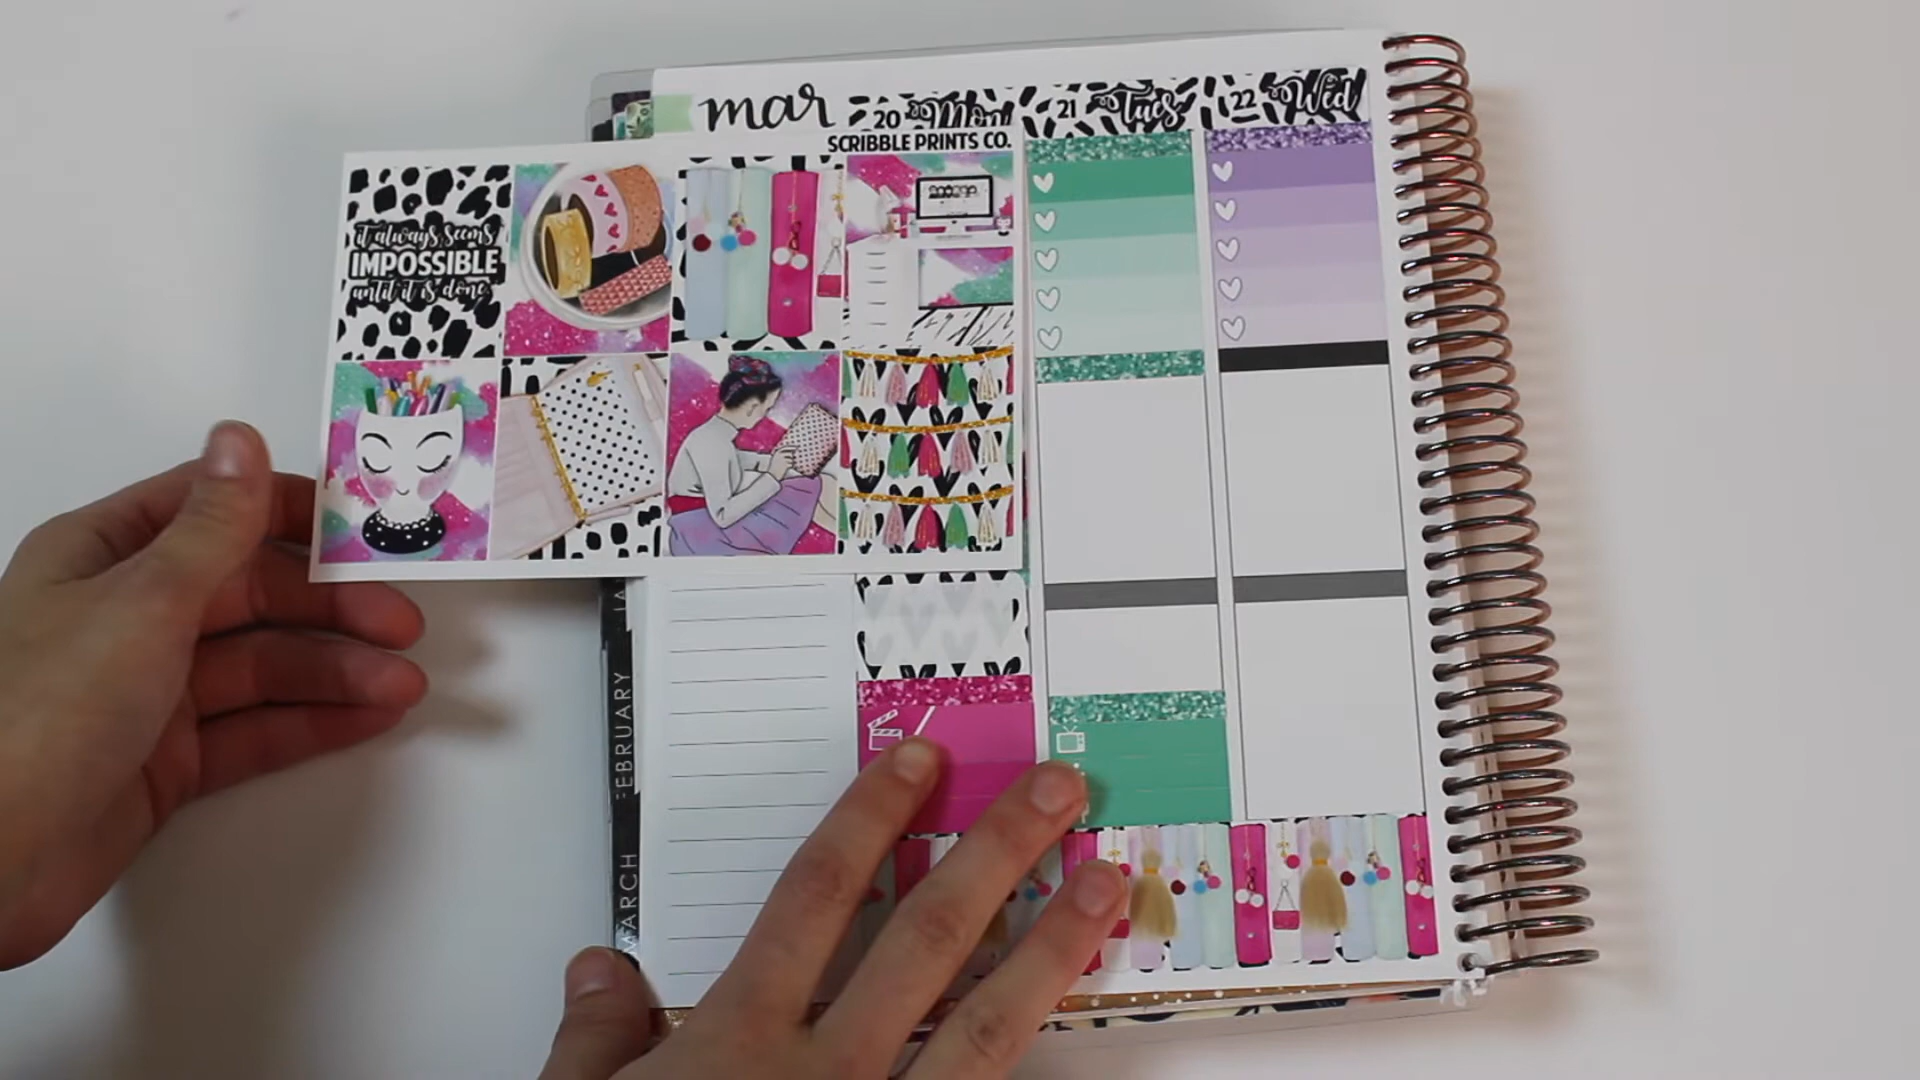 mar
20 Mon
21 Tues
22 Wed
SCRIBBLE PRINTS CO.
it always seems
IMPOSSIBLE
until it is done.
FEBRUARY
MARCH